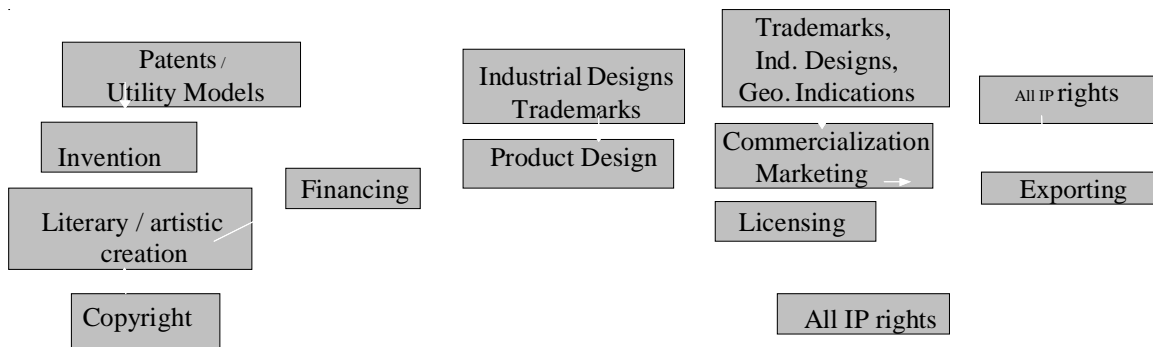 Patents /
Utility Models
Invention
Literary / artistic
creation
Copyright
Financing
Industrial Designs
Trademarks
Product Design
Trademarks,
Ind. Designs,
Geo. Indications
Commercialization
Marketing
Licensing
All IP rights
All IP rights
Exporting